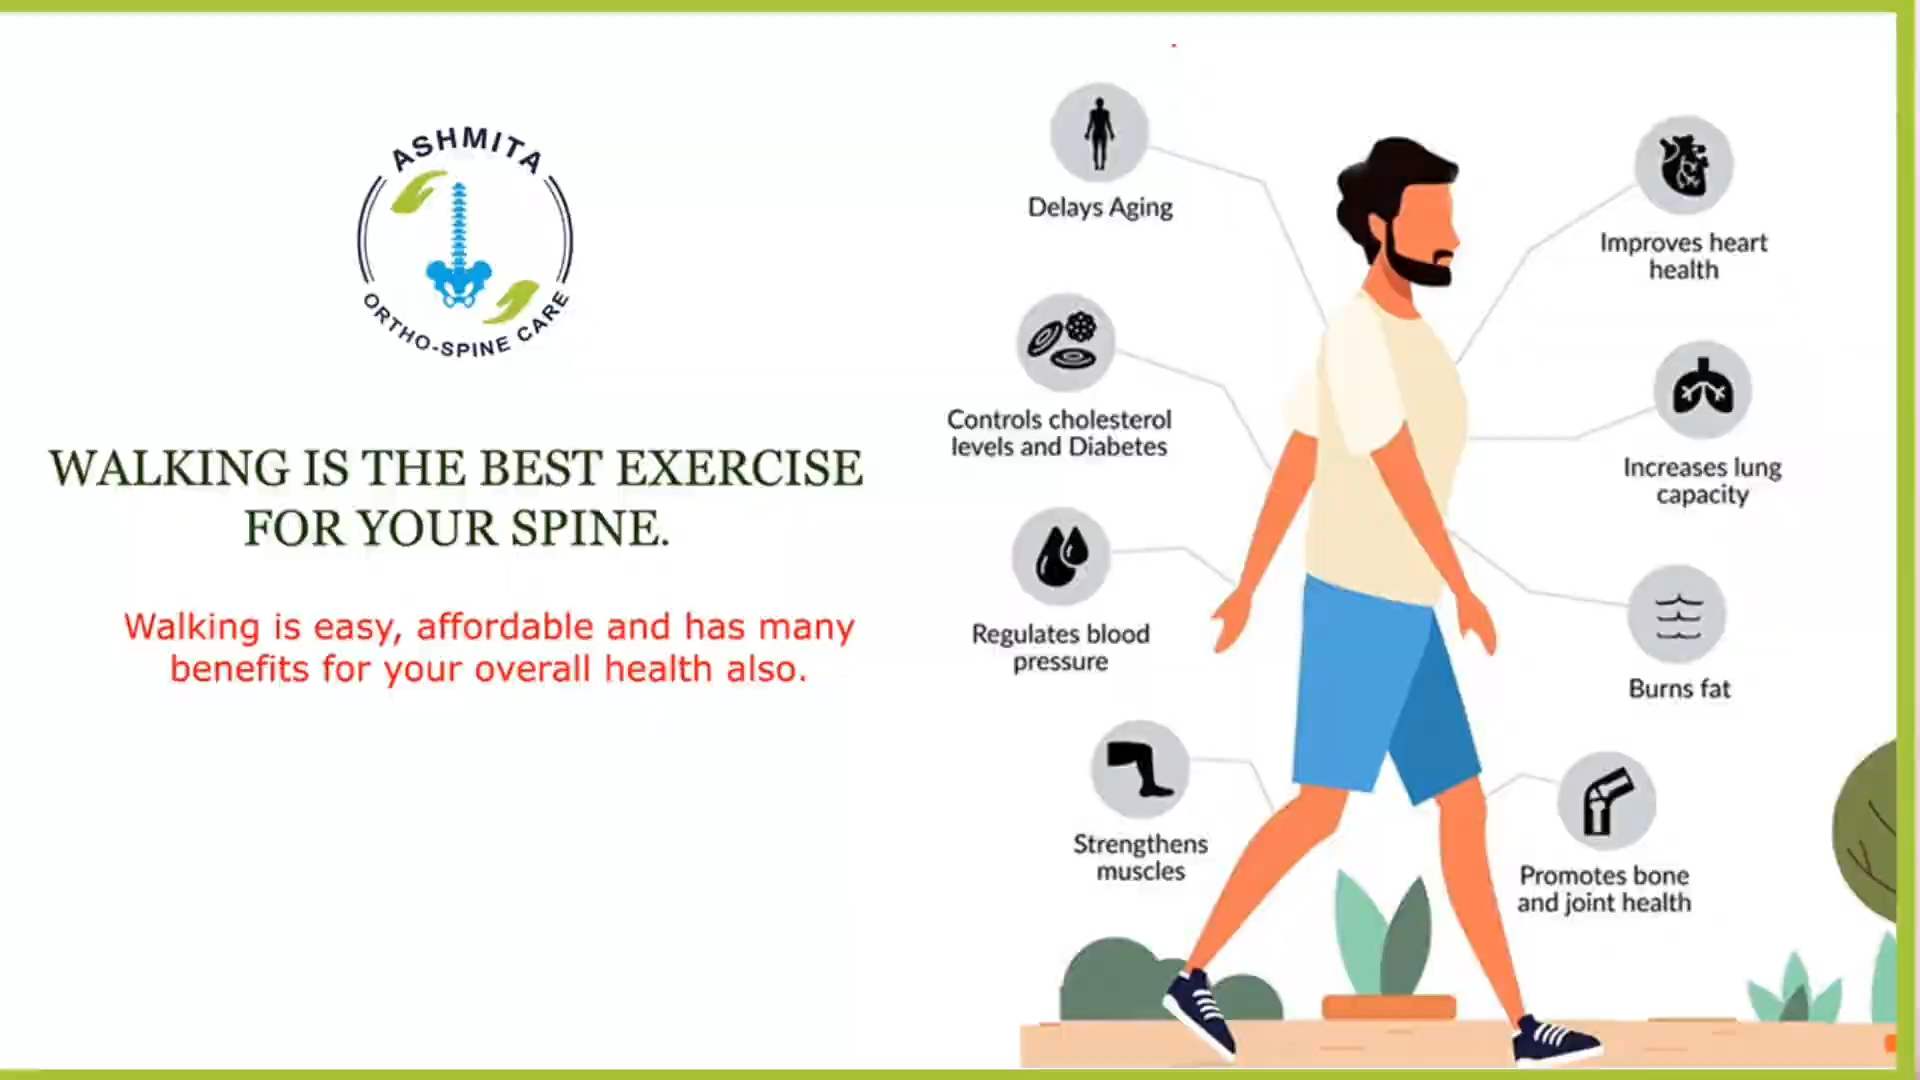 ASHMITA
ORTHO-SPINE CARE
WALKING IS THE BEST EXERCISE
FOR YOUR SPINE.
Walking is easy, affordable and has many
benefits for your overall health also.
Delays Aging
Controls cholesterol
levels and Diabetes
Regulates blood
pressure
Strengthens
muscles
Improves heart
health
Increases lung
capacity
Burns fat
Promotes bone
and joint health